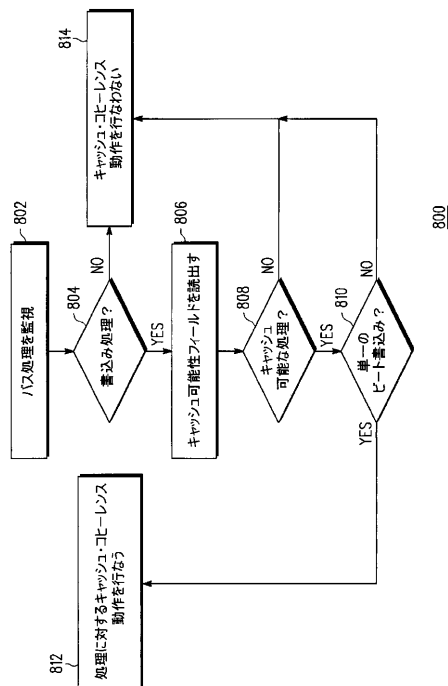 802
バス処理を監視
804
書込み処理？
NO
YES
814
キャッシュ・コヒーレンス
動作を行なわない
806
キャッシュ可能性フィールドを読出す
808
キャッシュ
可能な処理？
NO
YES
810
単一の
ビート書込み？
NO
YES
812
処理に対するキャッシュ・コヒーレンス
動作を行なう
800